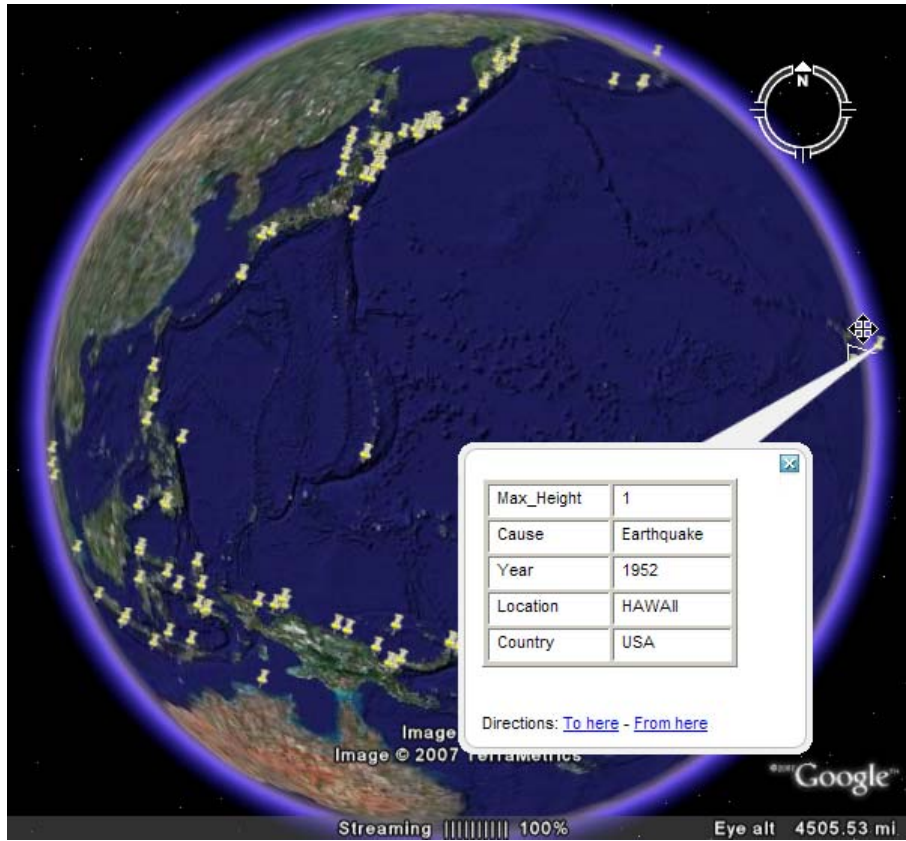 N
Max_Height 1
Cause Earthquake
Year 1952
Location HAWAII
Country USA
Directions: To here - From here
Image
Image © 2007 TerraMetrics
Google
Streaming |||||||||| 100%
Eye alt 4505.53 mi